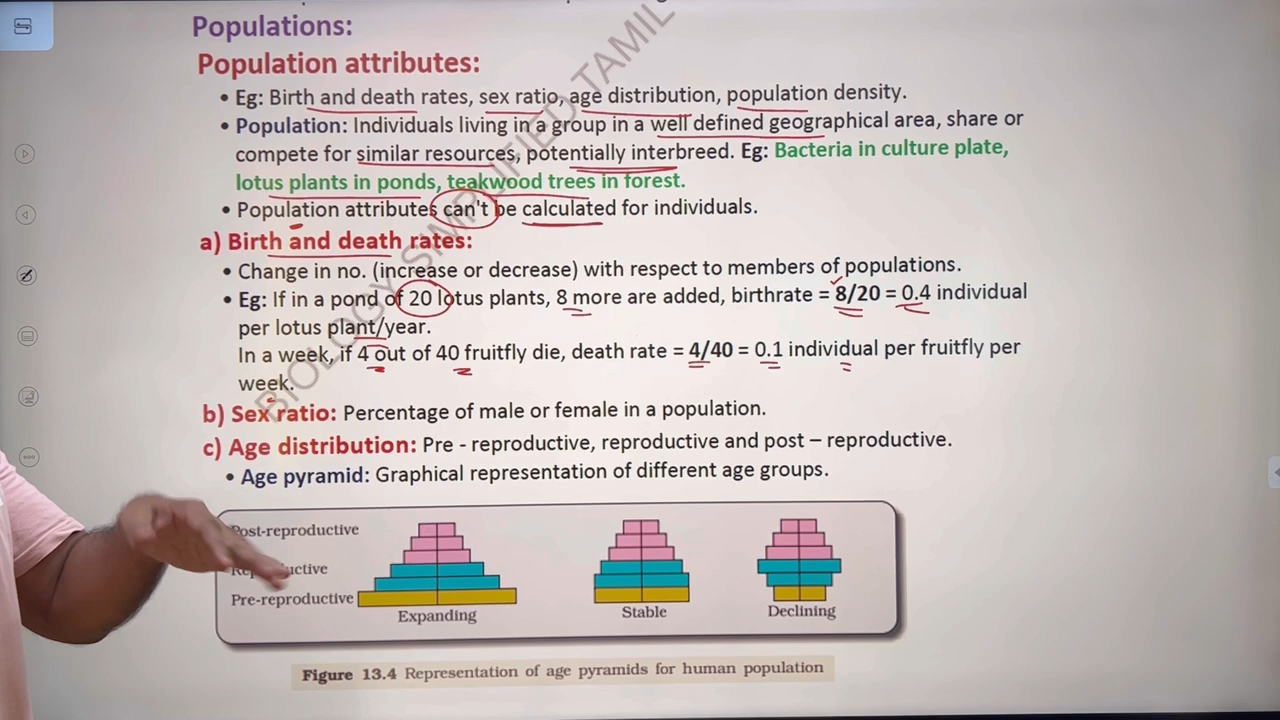 Populations:
Population attributes:
• Eg: Birth and death rates, sex ratio, age distribution, population density.
• Population: Individuals living in a group in a well defined geographical area, share or
compete for similar resources, potentially interbreed. Eg: Bacteria in culture plate,
lotus plants in ponds, teakwood trees in forest.
• Population attributes can't be calculated for individuals.
a) Birth and death rates:
• Change in no. (increase or decrease) with respect to members of populations.
• Eg: If in a pond of 20 lotus plants, 8 more are added, birthrate = 8/20 = 0.4 individual
per lotus plant/year.
In a week, if 4 out of 40 fruitfly die, death rate = 4/40 = 0.1 individual per fruitfly per
week.
b) Sex ratio: Percentage of male or female in a population.
c) Age distribution: Pre - reproductive, reproductive and post – reproductive.
• Age pyramid: Graphical representation of different age groups.
Post-reproductive
Pre-reproductive
Expanding
Stable
Declining
Figure 13.4 Representation of age pyramids for human population
BIOLOGY SIMPLIFIED TAMIL